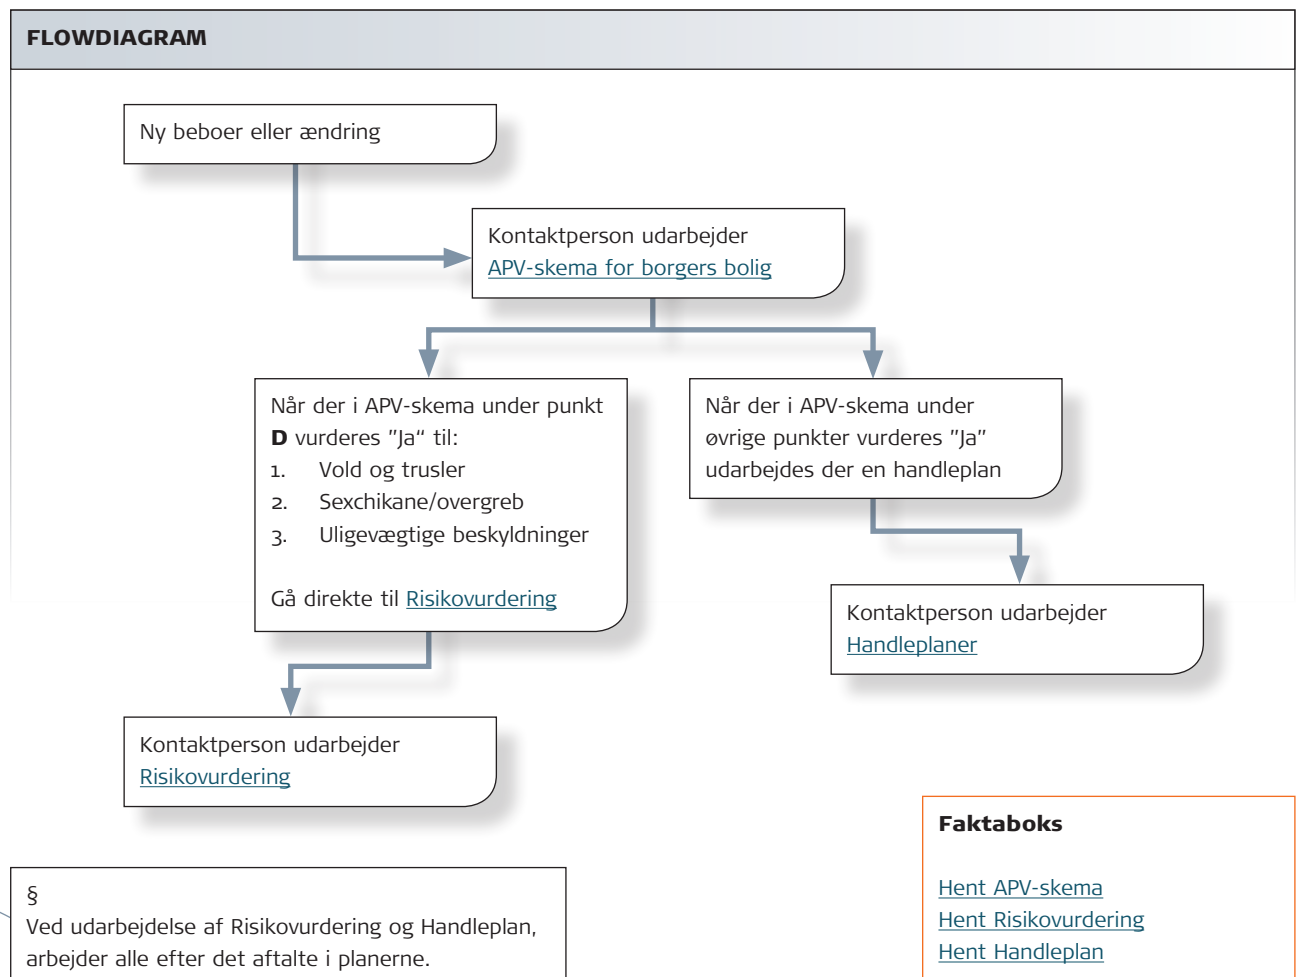 FLOWDIAGRAM
Ny beboer eller ændring
Kontaktperson udarbejder
APV-skema for borgers bolig
Når der i APV-skema under punkt
D vurderes ”Ja“ til:
1. Vold og trusler
2. Sexchikane/overgreb
3. Uligevægtige beskyldninger
Gå direkte til Risikovurdering
Når der i APV-skema under
øvrige punkter vurderes ”Ja”
udarbejdes der en handleplan
Kontaktperson udarbejder
Handleplaner
Kontaktperson udarbejder
Risikovurdering
§
Ved udarbejdelse af Risikovurdering og Handleplan,
arbejder alle efter det aftalte i planerne.
Faktaboks
Hent APV-skema
Hent Risikovurdering
Hent Handleplan